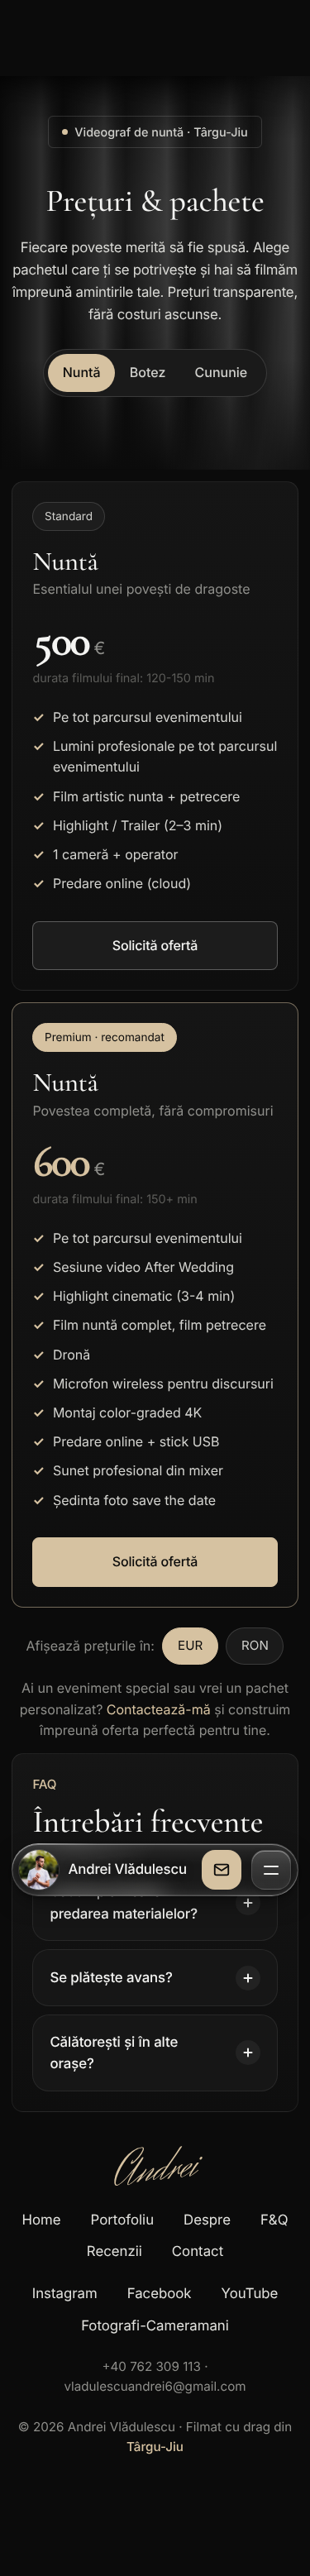 Videograf de nuntă · Târgu-Jiu
Prețuri & pachete
Fiecare poveste merită să fie spusă. Alege
pachetul care ți se potrivește și hai să filmăm
împreună amintirile tale. Prețuri transparente,
fără costuri ascunse.
Nuntă Botez Cununie
Standard
Nuntă
Esențialul unei povești de dragoste
500 €
durata filmului final: 120-150 min
Pe tot parcursul evenimentului
Lumini profesionale pe tot parcursul
evenimentului
Film artistic nunta + petrecere
Highlight / Trailer (2–3 min)
1 cameră + operator
Predare online (cloud)
Solicită ofertă
Premium · recomandat
Nuntă
Povestea completă, fără compromisuri
600 €
durata filmului final: 150+ min
Pe tot parcursul evenimentului
Sesiune video After Wedding
Highlight cinematic (3-4 min)
Film nuntă complet, film petrecere
Dronă
Microfon wireless pentru discursuri
Montaj color-graded 4K
Predare online + stick USB
Sunet profesional din mixer
Ședinta foto save the date
Solicită ofertă
Afișează prețurile în: EUR RON
Ai un eveniment special sau vrei un pachet
personalizat? Contactează-mă și construim
împreună oferta perfectă pentru tine.
FAQ
Întrebări frecvente
Andrei Vlădulescu
predarea materialelor?
Se plătește avans?
Călătorești și în alte
orașe?
Andrei
Home Portofoliu Despre F&Q
Recenzii Contact
Instagram Facebook YouTube
Fotografi-Cameramani
+40 762 309 113 ·
vladulescuandrei6@gmail.com
© 2026 Andrei Vlădulescu · Filmat cu drag din
Târgu-Jiu